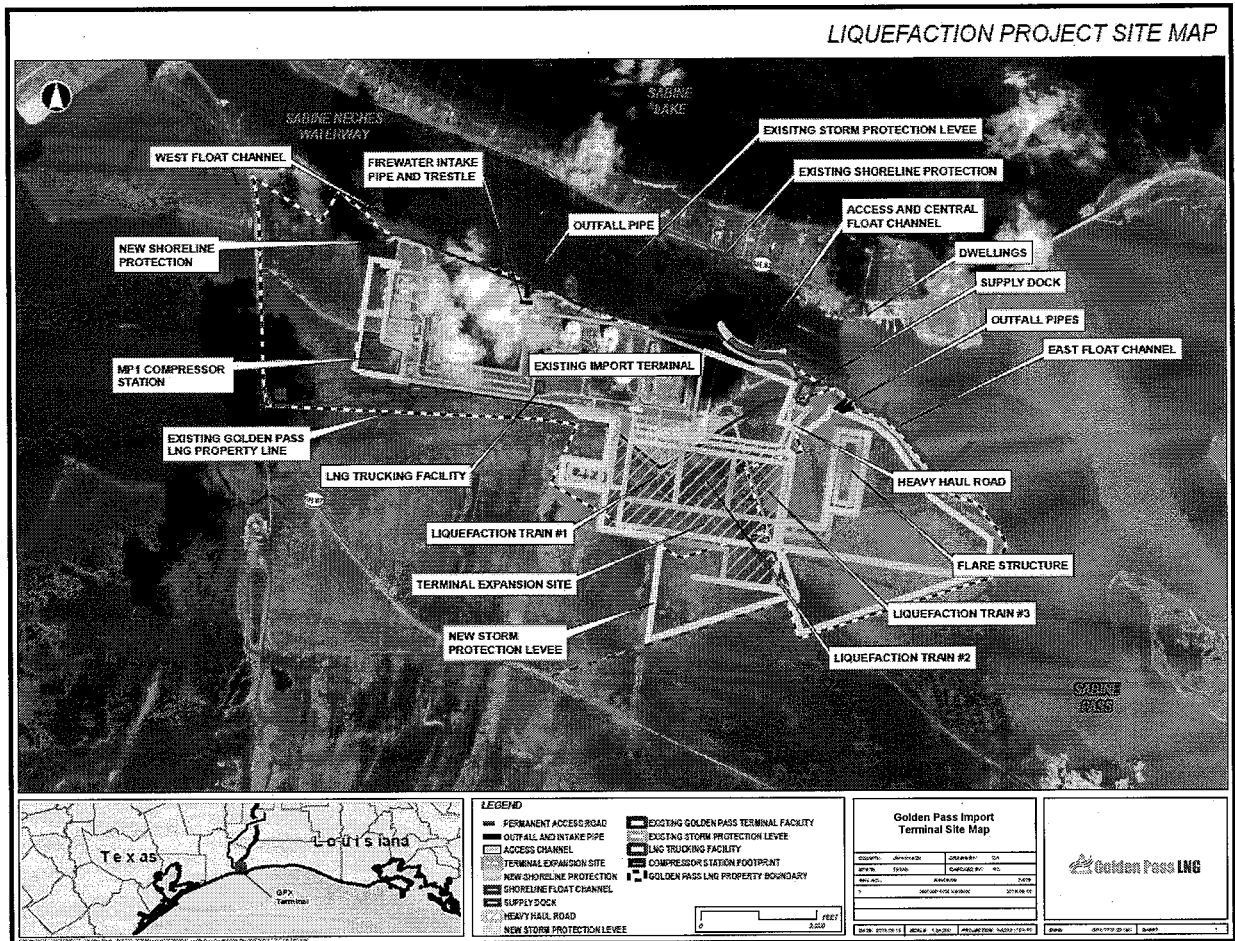 LIQUEFACTION PROJECT SITE MAP
SABINE NECHES
WATERWAY
SABINE
LAKE
EXISITNG STORM PROTECTION LEVEE
WEST FLOAT CHANNEL
FIREWATER INTAKE
PIPE AND TRESTLE
EXISTING SHORELINE PROTECTION
OUTFALL PIPE
ACCESS AND CENTRAL
FLOAT CHANNEL
NEW SHORELINE
PROTECTION
DWELLINGS
SUPPLY DOCK
OUTFALL PIPES
EAST FLOAT CHANNEL
MP1 COMPRESSOR
STATION
EXISTING IMPORT TERMINAL
EXISTING GOLDEN PASS
LNG PROPERTY LINE
LNG TRUCKING FACILITY
HEAVY HAUL ROAD
LIQUEFACTION TRAIN #1
FLARE STRUCTURE
TERMINAL EXPANSION SITE
LIQUEFACTION TRAIN #3
NEW STORM
PROTECTION LEVEE
LIQUEFACTION TRAIN #2
SABINE
PASS
Texas
Louisiana
GPX
Terminal
LEGEND
PERMANENT ACCESS ROAD
OUTFALL AND INTAKE PIPE
ACCESS CHANNEL
TERMINAL EXPANSION SITE
NEW SHORELINE PROTECTION
SHORELINE FLOAT CHANNEL
SUPPLY DOCK
HEAVY HAUL ROAD
NEW STORM PROTECTION LEVEE
EXISTING GOLDEN PASS TERMINAL FACILITY
EXISTING STORM PROTECTION LEVEE
LNG TRUCKING FACILITY
COMPRESSOR STATION FOOTPRINT
GOLDEN PASS LNG PROPERTY BOUNDARY
0
FEET
Golden Pass Import
Terminal Site Map
Golden Pass LNG